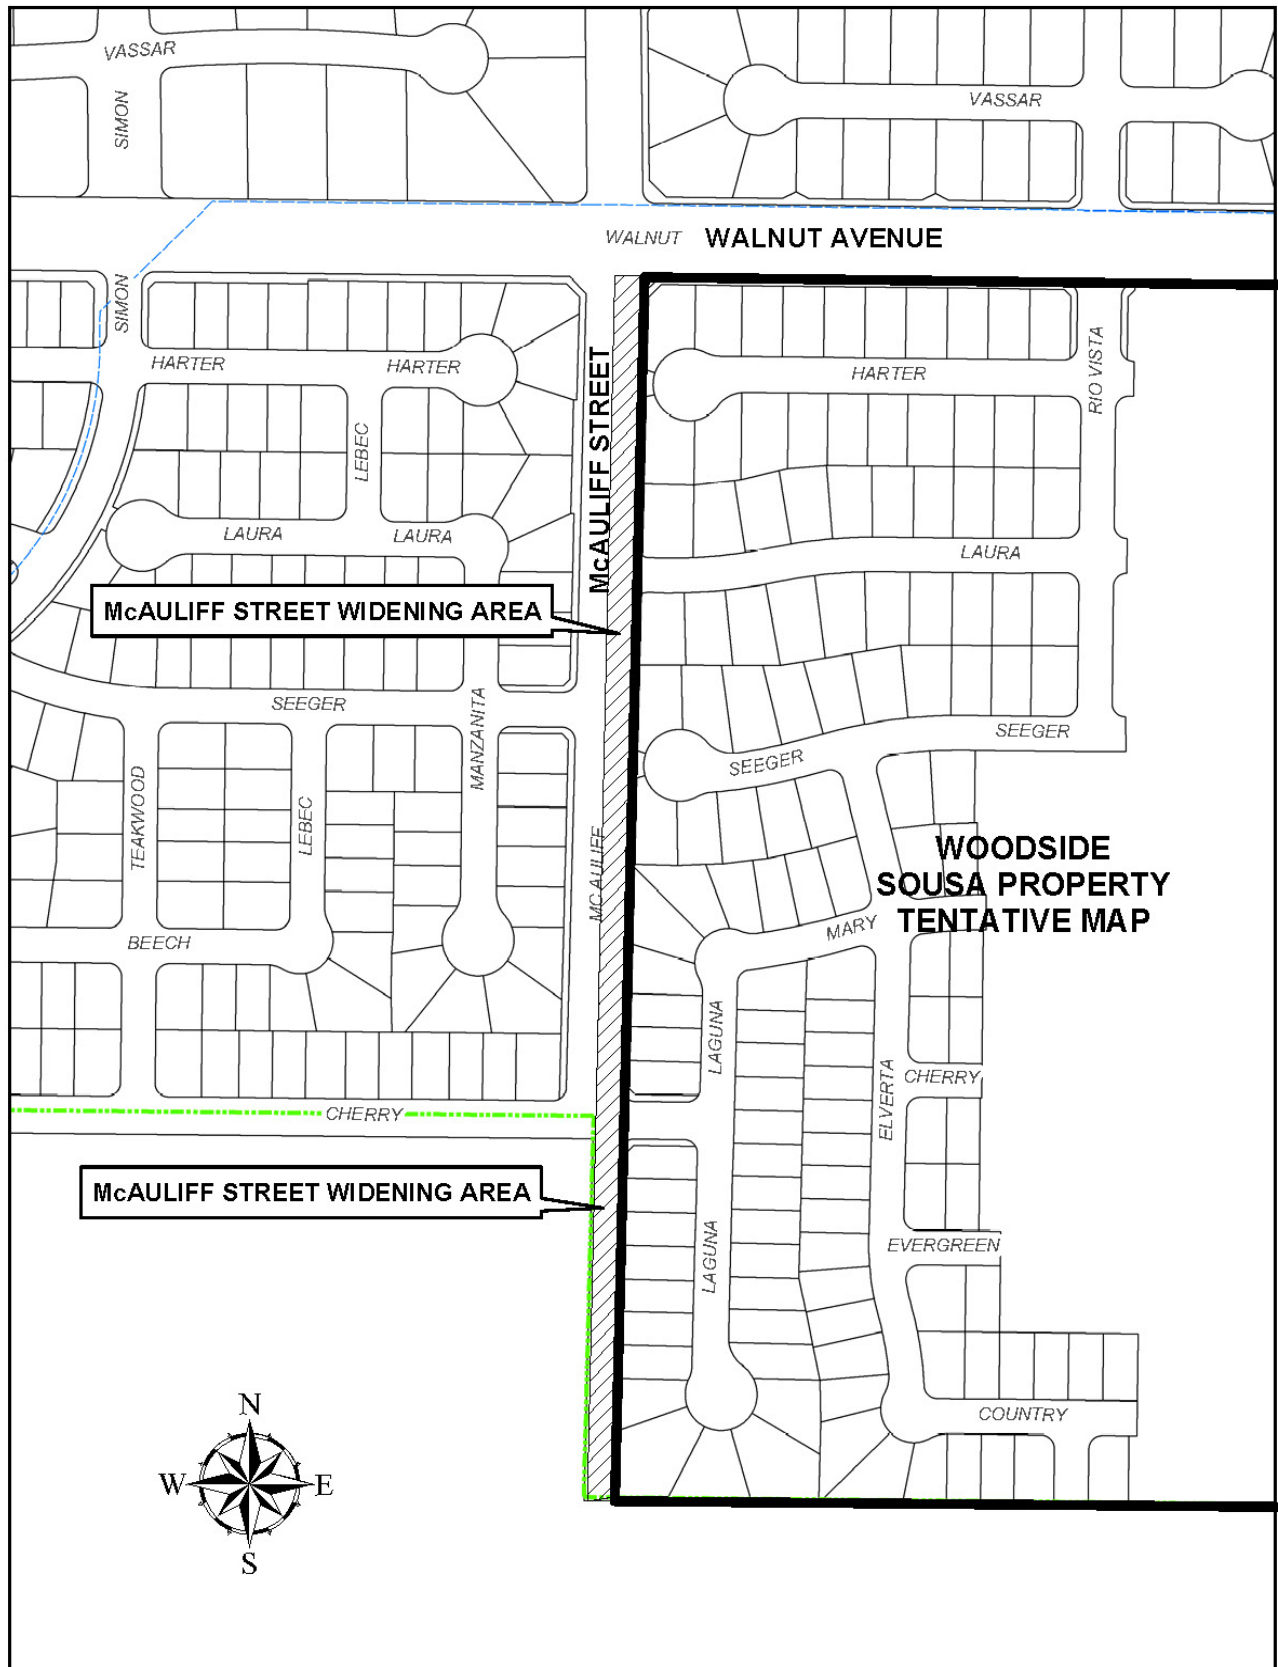 VASSAR
SIMON
VASSAR
WALNUT
WALNUT AVENUE
SIMON
HARTER
HARTER
LEBEC
McAULIFF STREET
HARTER
RIO VISTA
LAURA
LAURA
LAURA
McAULIFF STREET WIDENING AREA
SEEGER
MANZANITA
SEEGER
SEEGER
TEAKWOOD
LEBEC
MCAULIFF
WOODSIDE
SOUSA PROPERTY
TENTATIVE MAP
MARY
BEECH
LAGUNA
ELVERTA
CHERRY
CHERRY
McAULIFF STREET WIDENING AREA
LAGUNA
EVERGREEN
COUNTRY
N
W
E
S